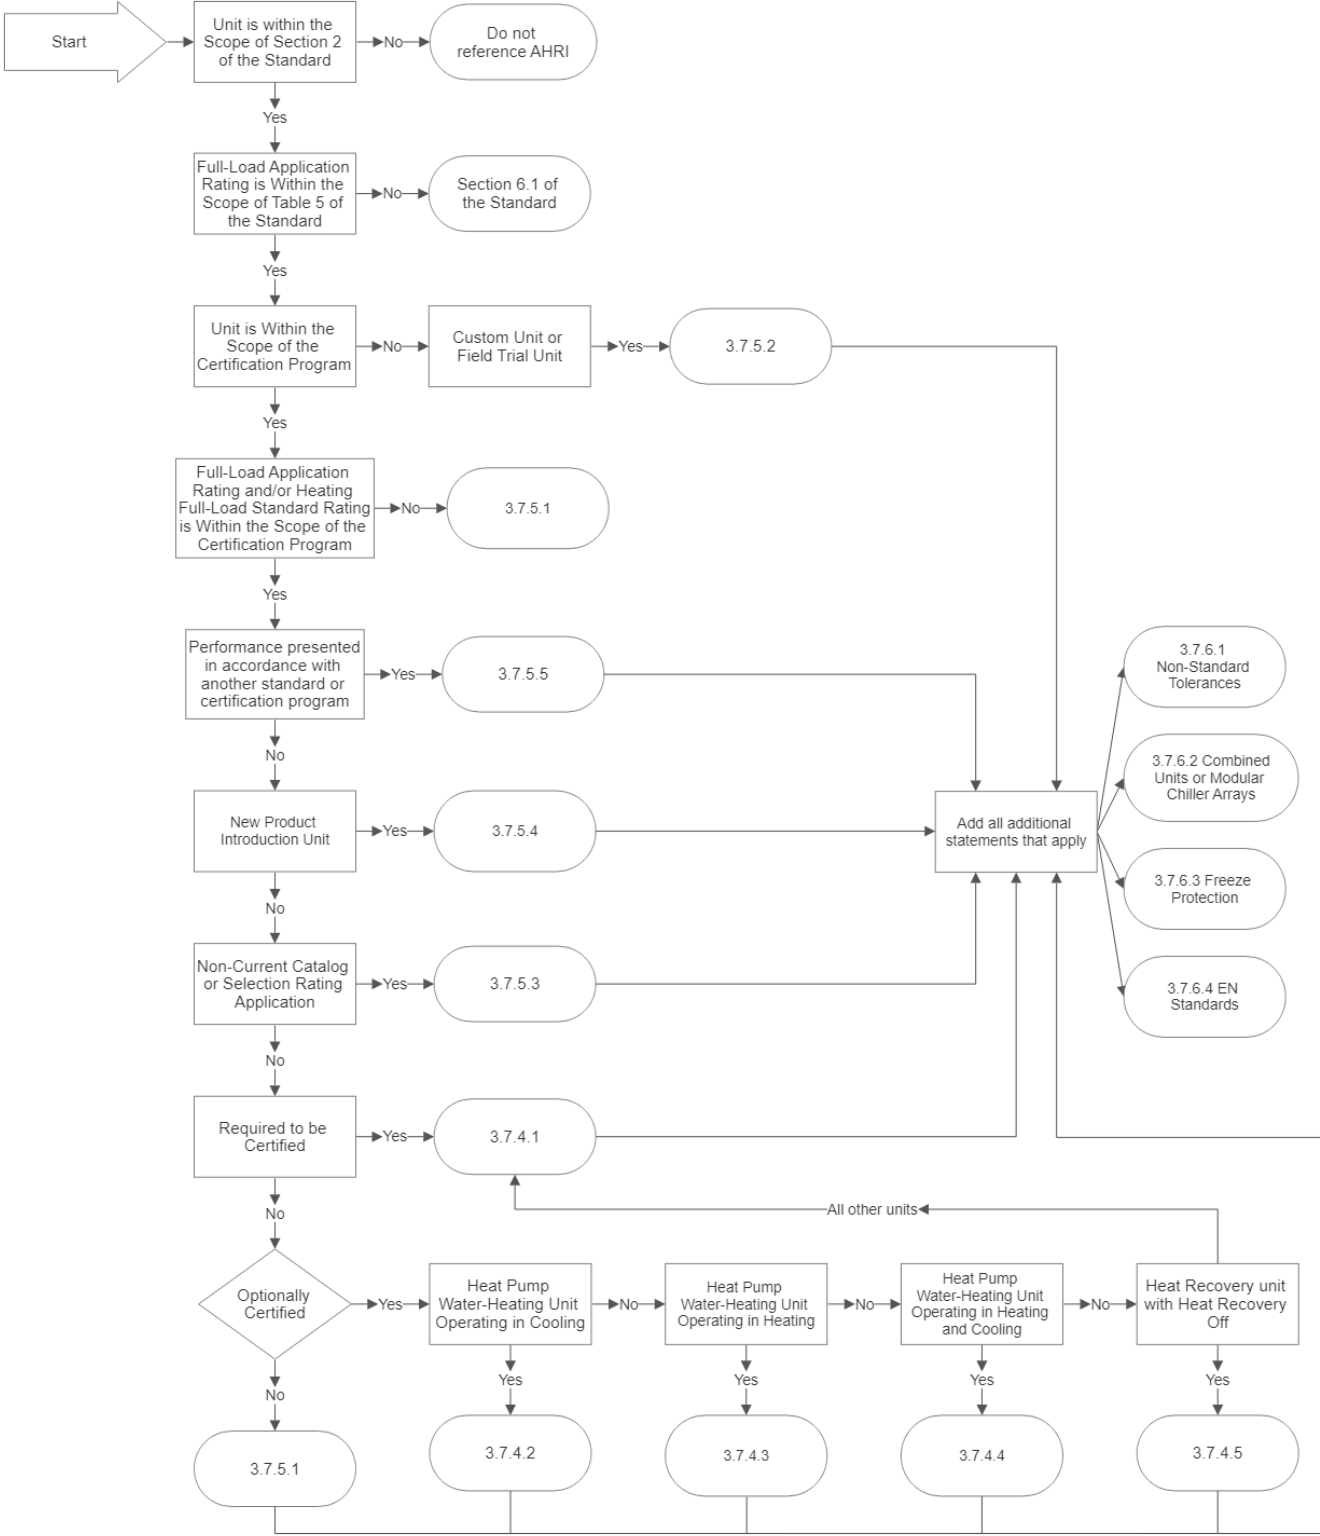 Start
Unit is within the
Scope of Section 2
of the Standard
No
Do not
reference AHRI
Yes
Full-Load Application
Rating is Within the
Scope of Table 5 of
the Standard
No
Section 6.1 of
the Standard
Yes
Unit is Within the
Scope of the
Certification Program
No
Custom Unit or
Field Trial Unit
Yes
3.7.5.2
Yes
Full-Load Application
Rating and/or Heating
Full-Load Standard Rating
is Within the Scope of the
Certification Program
No
3.7.5.1
Yes
Performance presented
in accordance with
another standard or
certification program
Yes
3.7.5.5
No
New Product
Introduction Unit
Yes
3.7.5.4
Add all additional
statements that apply
3.7.6.1
Non-Standard
Tolerances
3.7.6.2 Combined
Units or Modular
Chiller Arrays
3.7.6.3 Freeze
Protection
3.7.6.4 EN
Standards
No
Non-Current Catalog
or Selection Rating
Application
Yes
3.7.5.3
No
Required to be
Certified
Yes
3.7.4.1
No
All other units
Optionally
Certified
Yes
Heat Pump
Water-Heating Unit
Operating in Cooling
No
Heat Pump
Water-Heating Unit
Operating in Heating
No
Heat Pump
Water-Heating Unit
Operating in Heating
and Cooling
No
Heat Recovery unit
with Heat Recovery
Off
No
Yes
Yes
Yes
Yes
3.7.5.1
3.7.4.2
3.7.4.3
3.7.4.4
3.7.4.5